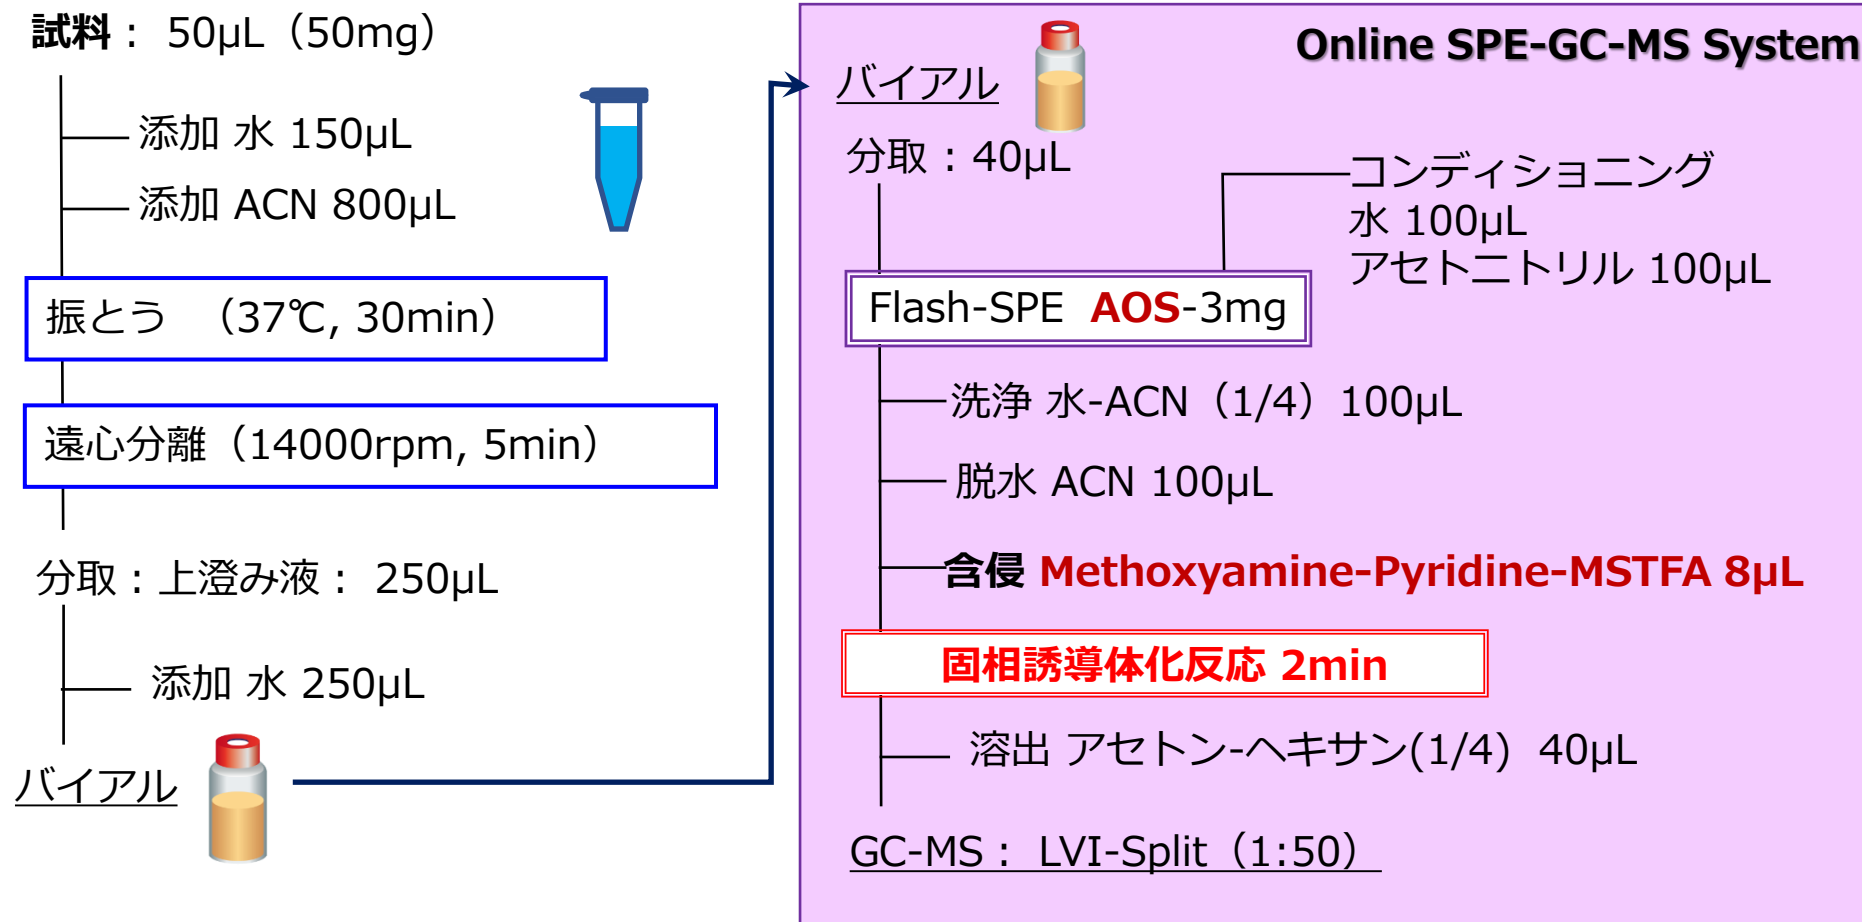 試料： 50µL（50mg）
添加 水 150µL
添加 ACN 800µL
振とう （37℃, 30min）
遠心分離（14000rpm, 5min）
分取：上澄み液： 250µL
添加 水 250µL
バイアル
Online SPE-GC-MS System
バイアル
分取：40µL
コンディショニング
水 100µL
アセトニトリル 100µL
Flash-SPE AOS-3mg
洗浄 水-ACN（1/4）100µL
脱水 ACN 100µL
含侵 Methoxyamine-Pyridine-MSTFA 8µL
固相誘導体化反応 2min
溶出 アセトン-ヘキサン(1/4) 40µL
GC-MS： LVI-Split（1:50）